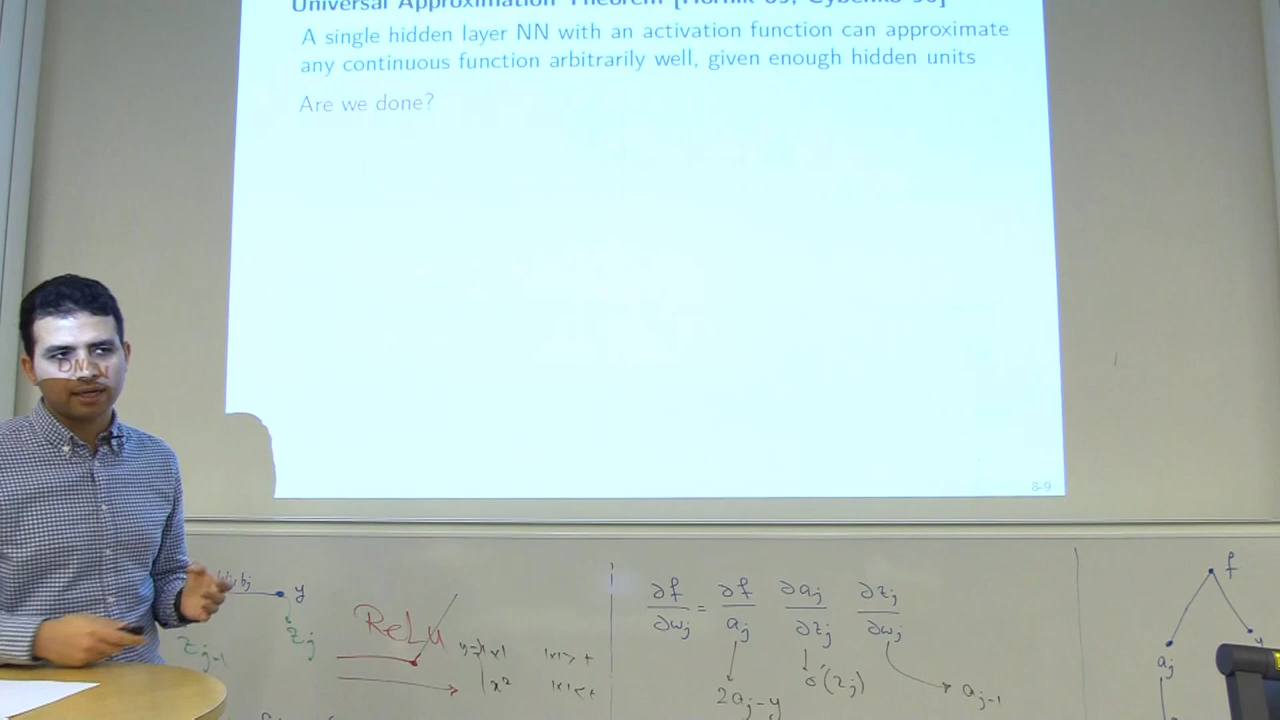 Universal Approximation Theorem [Hornik 89, Cybenko 90]
A single hidden layer NN with an activation function can approximate
any continuous function arbitrarily well, given enough hidden units
Are we done?
8-9
y
z_j
z_{j-1}
ReLu
|x|
|x|>t
x²
|x|<t
∂f/∂w_j = ∂f/a_j ∂a_j/∂z_j ∂z_j/∂w_j
2a_j-y
σ'(z_j)
a_{j-1}
f
a_j